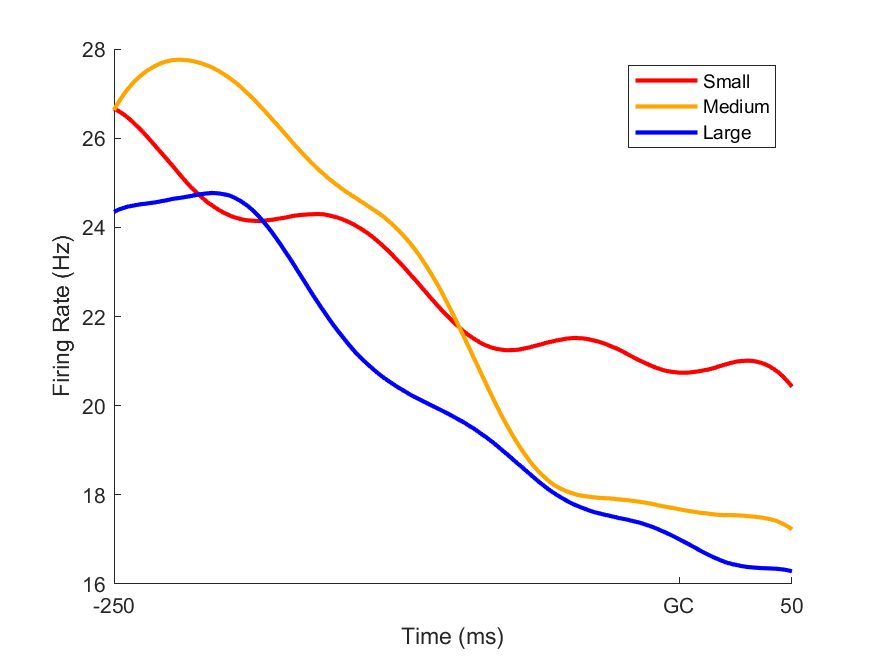 28
26
24
22
20
18
16
Firing Rate (Hz)
Small
Medium
Large
-250
GC
50
Time (ms)